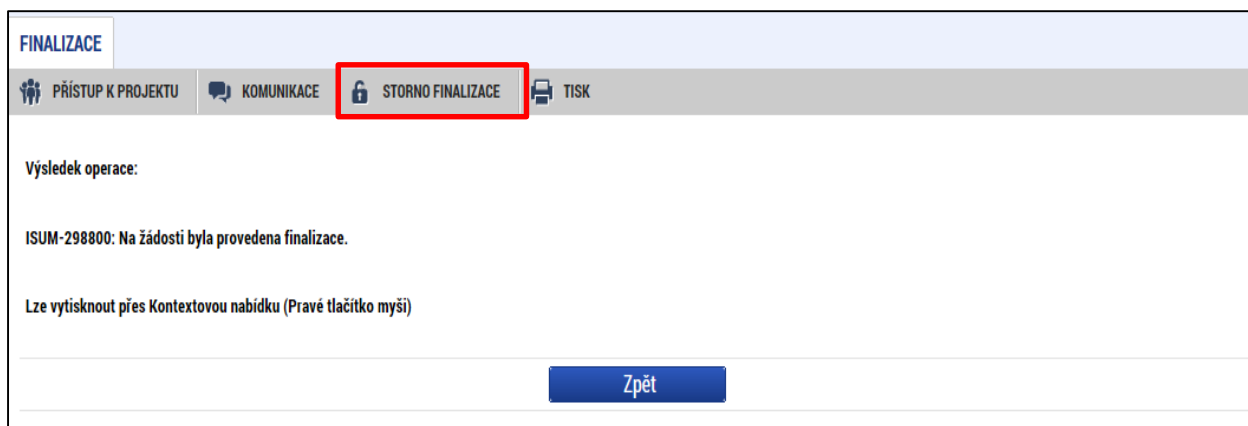 FINALIZACE
PŘÍSTUP K PROJEKTU KOMUNIKACE STORNO FINALIZACE TISK
Výsledek operace:
ISUM-298800: Na žádosti byla provedena finalizace.
Lze vytisknout přes Kontextovou nabídku (Pravé tlačítko myši)
Zpět